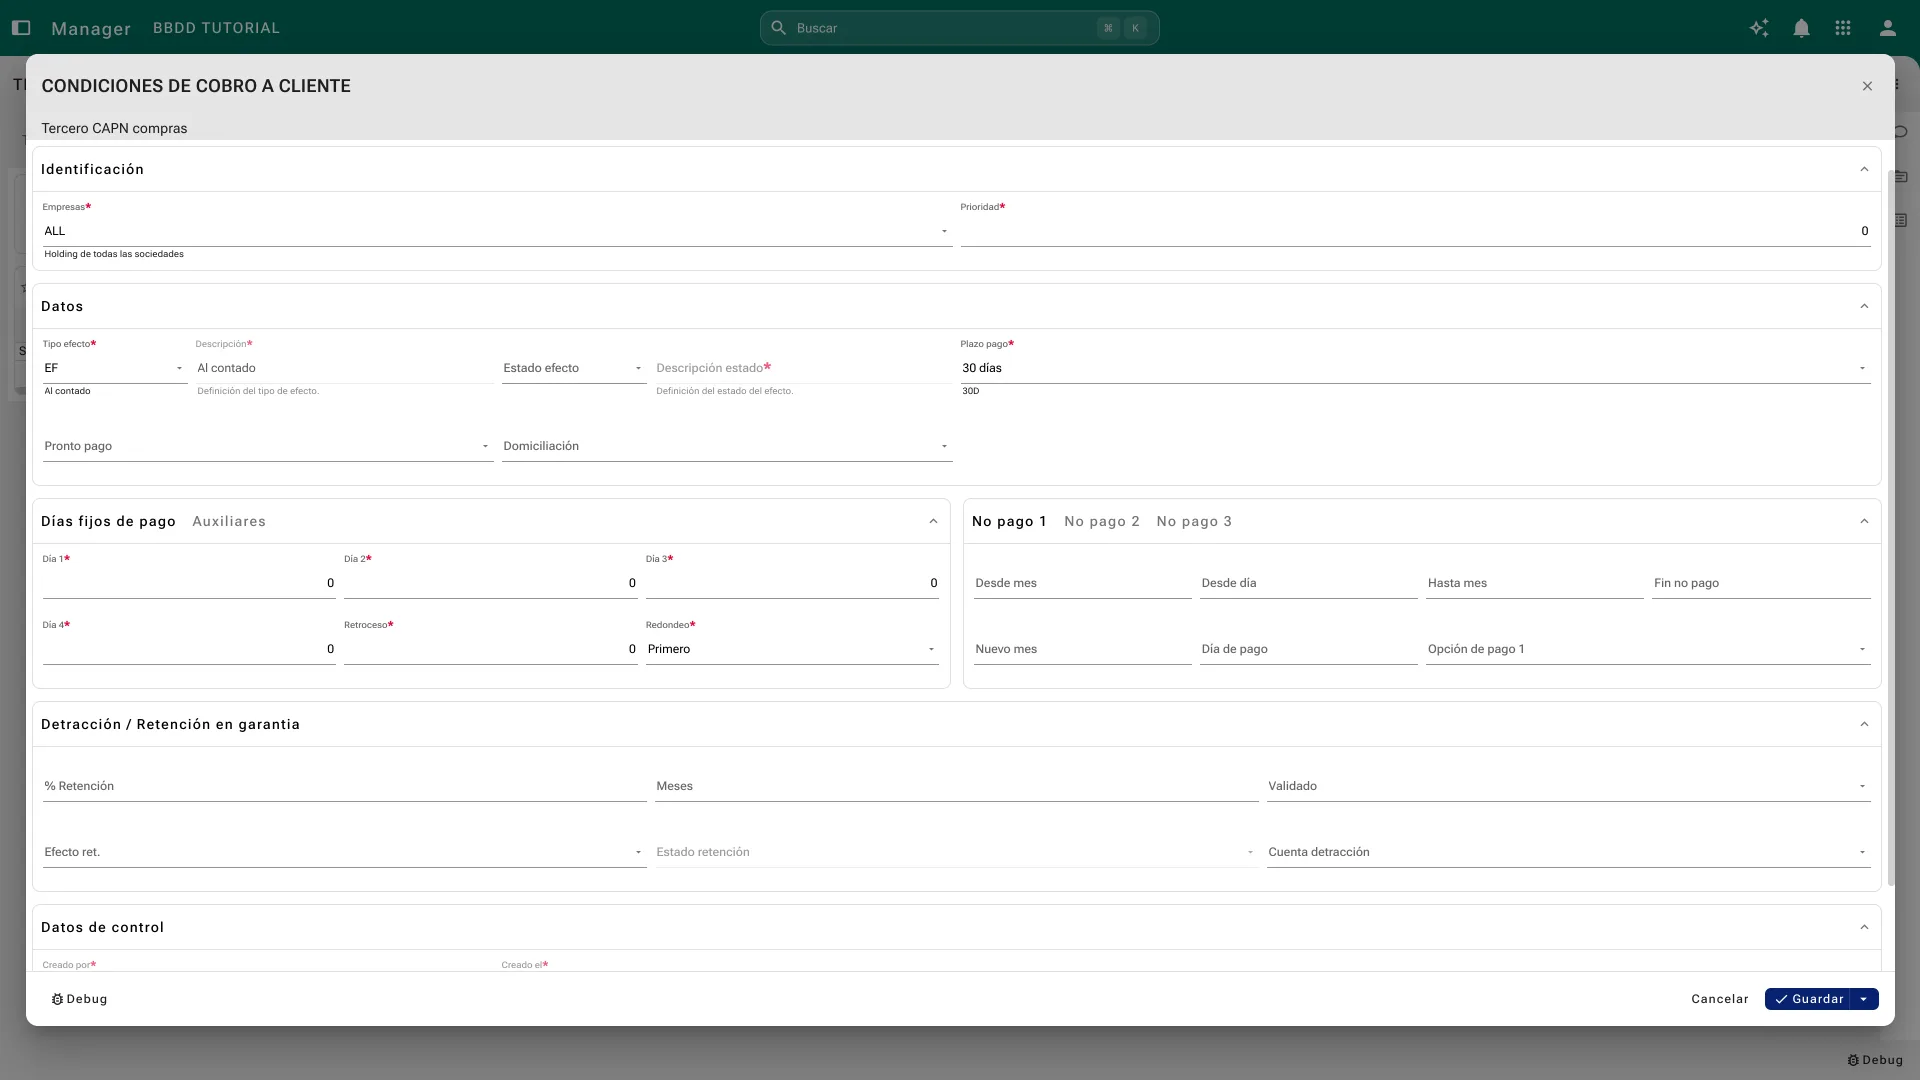 Manager BBDD TUTORIAL
Buscar ⌘ K
CONDICIONES DE COBRO A CLIENTE
Tercero CAPN compras
Identificación
Empresas* Prioridad*
ALL 0
Holding de todas las sociedades
Datos
Tipo efecto* Descripción* Plazo pago*
EF Al contado Estado efecto Descripción estado* 30 días
Al contado Definición del tipo de efecto. Definición del estado del efecto. 30D
Pronto pago Domiciliación
Días fijos de pago Auxiliares
Día 1* Día 2* Día 3*
0 0 0
Día 4* Retroceso* Redondeo*
0 0 Primero
No pago 1 No pago 2 No pago 3
Desde mes Desde día Hasta mes Fin no pago
Nuevo mes Día de pago Opción de pago 1
Detracción / Retención en garantia
% Retención Meses Validado
Efecto ret. Estado retención Cuenta detracción
Datos de control
Creado por* Creado el*
Debug Cancelar Guardar
Debug